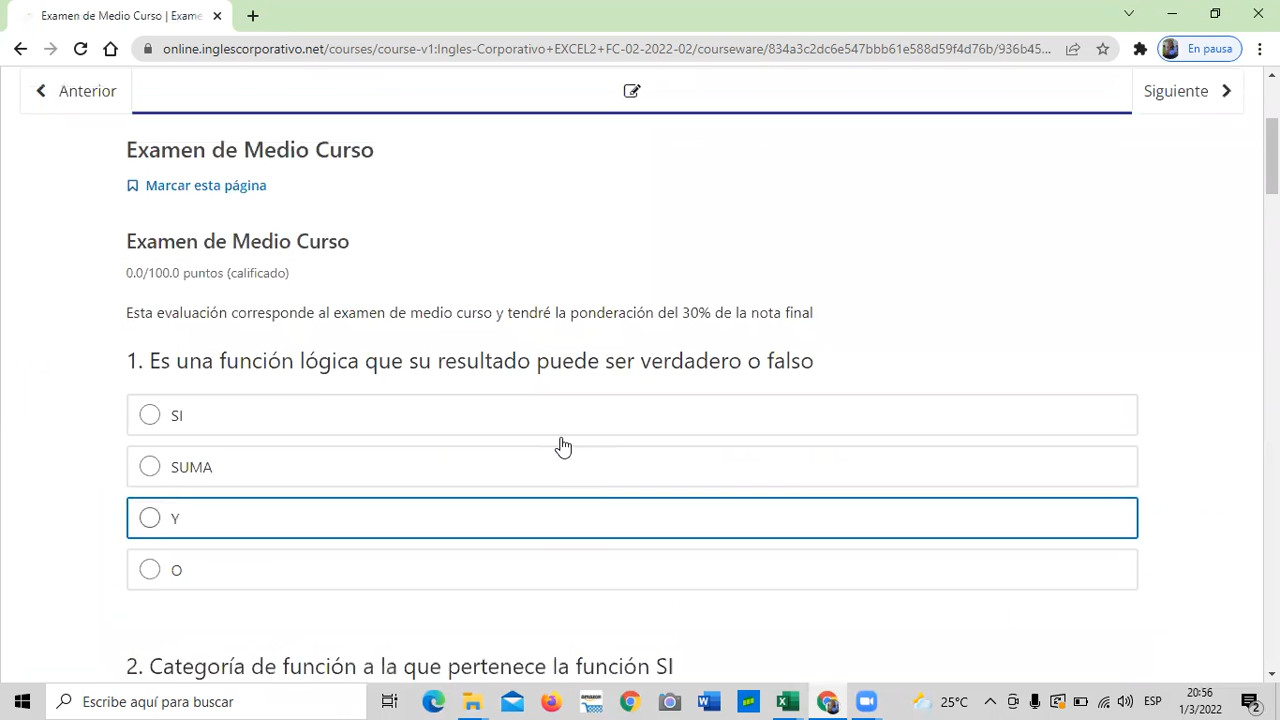 Examen de Medio Curso | Exame
online.inglescorporativo.net/courses/course-v1:Ingles-Corporativo+EXCEL2+FC-02-2022-02/courseware/834a3c2dc6e547bbb61e588d59f4d76b/936b45...
En pausa
Anterior
Siguiente
Examen de Medio Curso
Marcar esta página
Examen de Medio Curso
0.0/100.0 puntos (calificado)
Esta evaluación corresponde al examen de medio curso y tendré la ponderación del 30% de la nota final
1. Es una función lógica que su resultado puede ser verdadero o falso
SI
SUMA
Y
O
2. Categoría de función a la que pertenece la función SI
Escribe aquí para buscar
amazon
25°C
ESP
20:56
1/3/2022
2